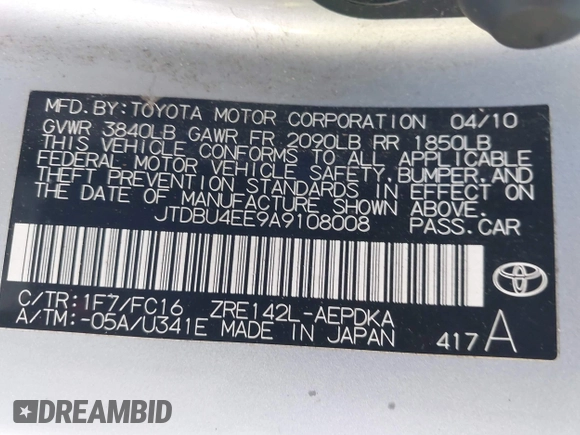 MFD. BY: TOYOTA MOTOR CORPORATION 04/10
GVWR 3840LB GAWR FR 2090LB RR 1850LB
THIS VEHICLE CONFORMS TO ALL APPLICABLE
FEDERAL MOTOR VEHICLE SAFETY, BUMPER, AND
THEFT PREVENTION STANDARDS IN EFFECT ON
THE DATE OF MANUFACTURE SHOWN ABOVE.
JTDBU4EE9A9108008 PASS. CAR
C/TR: 1F7/FC16 ZRE142L-AEPDKA
A/TM: -05A/U341E MADE IN JAPAN 417 A
TOYOTA
DREAMBID